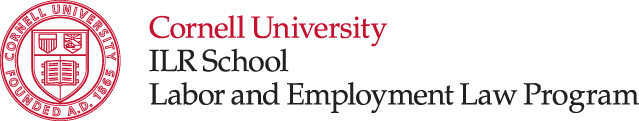 CORNELL UNIVERSITY
FOUNDED A.D. 1865
Cornell University
ILR School
Labor and Employment Law Program